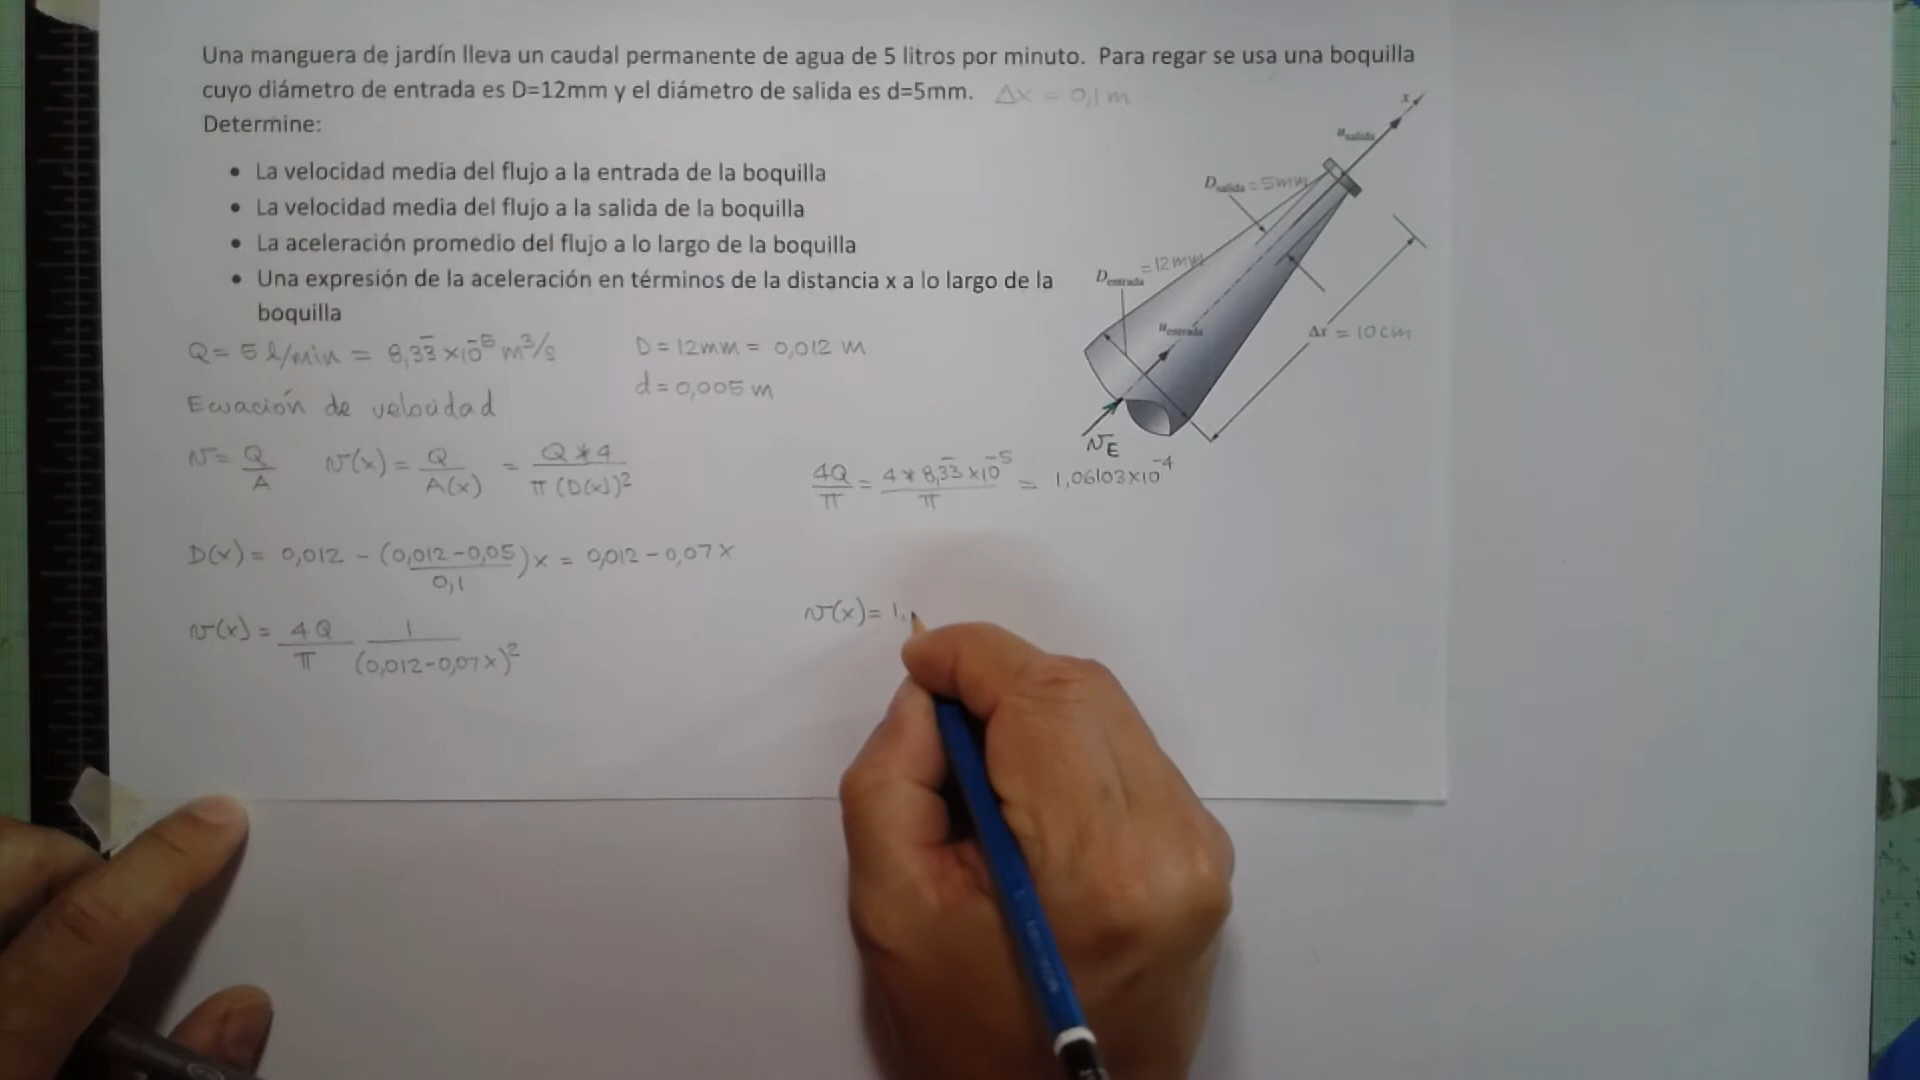 Una manguera de jardín lleva un caudal permanente de agua de 5 litros por minuto. Para regar se usa una boquilla
cuyo diámetro de entrada es D=12mm y el diámetro de salida es d=5mm. Δx = 0,1 m
Determine:
• La velocidad media del flujo a la entrada de la boquilla
• La velocidad media del flujo a la salida de la boquilla
• La aceleración promedio del flujo a lo largo de la boquilla
• Una expresión de la aceleración en términos de la distancia x a lo largo de la
boquilla
x
u salida
D salida = 5mm
D entrada = 12mm
u entrada
Δx = 10cm
VE
Q = 5 l/min = 8,33̅ x10^-5 m³/s
D = 12mm = 0,012 m
d = 0,005 m
Ecuación de velocidad
v = Q/A v(x) = Q/A(x) = Q*4/π(D(x))²
4Q/π = 4*8,33̅ x10^-5/π = 1,06103x10^-4
D(x) = 0,012 - (0,012-0,05/0,1)x = 0,012 - 0,07x
v(x) = 4Q/π 1/(0,012-0,07x)²
v(x) = 1,